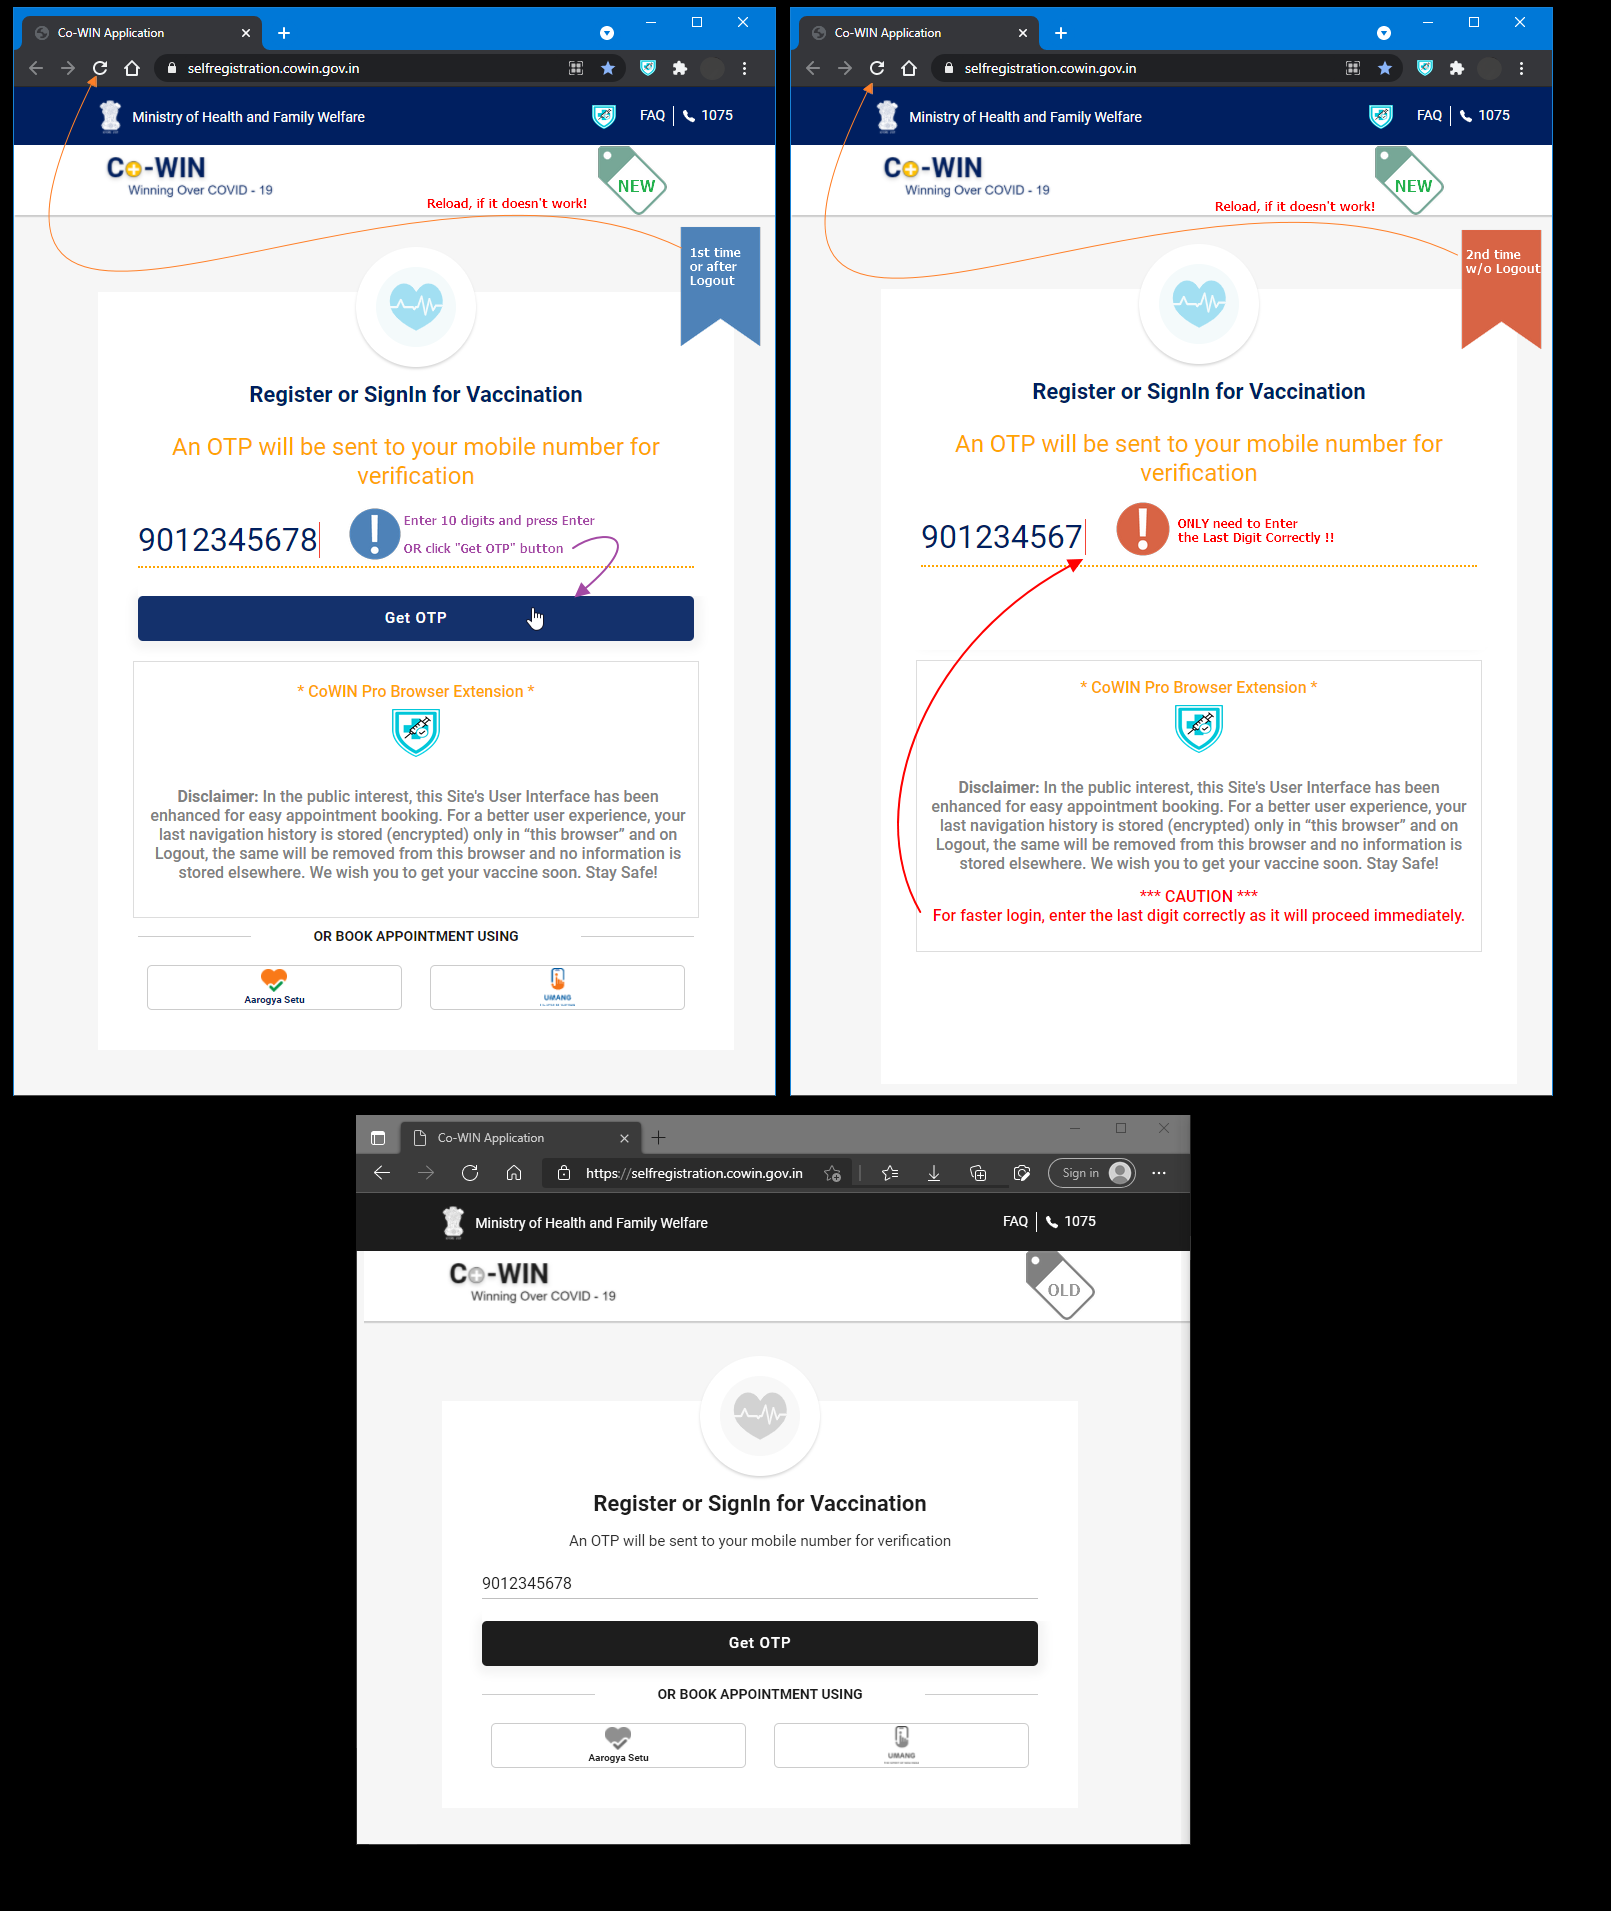 Co-WIN Application
selfregistration.cowin.gov.in
Ministry of Health and Family Welfare
FAQ
1075
Co-WIN
Winning Over COVID - 19
NEW
Reload, if it doesn't work!
1st time
or after
Logout
Register or SignIn for Vaccination
An OTP will be sent to your mobile number for
verification
9012345678
Enter 10 digits and press Enter
OR click "Get OTP" button
Get OTP
* CoWIN Pro Browser Extension *
Disclaimer: In the public interest, this Site's User Interface has been
enhanced for easy appointment booking. For a better user experience, your
last navigation history is stored (encrypted) only in “this browser” and on
Logout, the same will be removed from this browser and no information is
stored elsewhere. We wish you to get your vaccine soon. Stay Safe!
OR BOOK APPOINTMENT USING
Aarogya Setu
UMANG
Co-WIN Application
selfregistration.cowin.gov.in
Ministry of Health and Family Welfare
FAQ
1075
Co-WIN
Winning Over COVID - 19
NEW
Reload, if it doesn't work!
2nd time
w/o Logout
Register or SignIn for Vaccination
An OTP will be sent to your mobile number for
verification
901234567
ONLY need to Enter
the Last Digit Correctly !!
* CoWIN Pro Browser Extension *
Disclaimer: In the public interest, this Site's User Interface has been
enhanced for easy appointment booking. For a better user experience, your
last navigation history is stored (encrypted) only in “this browser” and on
Logout, the same will be removed from this browser and no information is
stored elsewhere. We wish you to get your vaccine soon. Stay Safe!
*** CAUTION ***
For faster login, enter the last digit correctly as it will proceed immediately.
Co-WIN Application
https://selfregistration.cowin.gov.in
Sign in
Ministry of Health and Family Welfare
FAQ
1075
Co-WIN
Winning Over COVID - 19
OLD
Register or SignIn for Vaccination
An OTP will be sent to your mobile number for verification
9012345678
Get OTP
OR BOOK APPOINTMENT USING
Aarogya Setu
UMANG